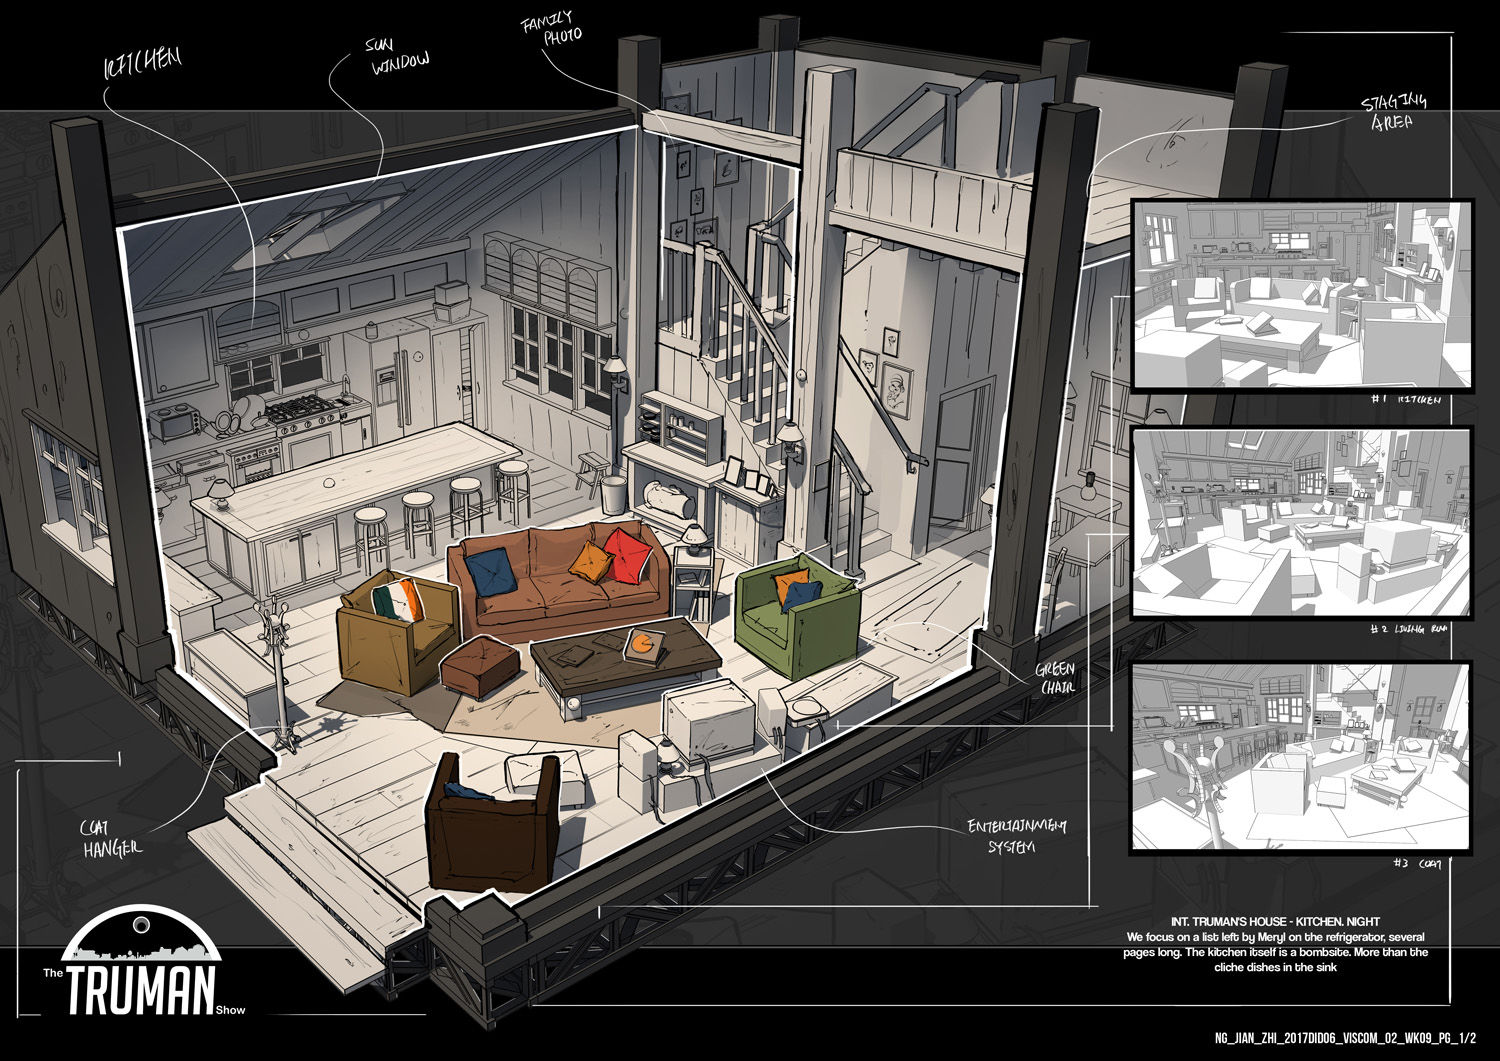 KITCHEN
SUN
WINDOW
FAMILY
PHOTO
STAGING
AREA
#1 KITCHEN
#2 LIVING RUM
GREEN
CHAIR
COAT
HANGER
ENTERTAINMENT
SYSTEM
#3 COAT
INT. TRUMAN'S HOUSE - KITCHEN. NIGHT
We focus on a list left by Meryl on the refrigerator, several
pages long. The kitchen itself is a bombsite. More than the
cliche dishes in the sink
The TRUMAN Show
NG_JIAN_ZHI_2017DID06_VISCOM_02_WK09_PG_1/2